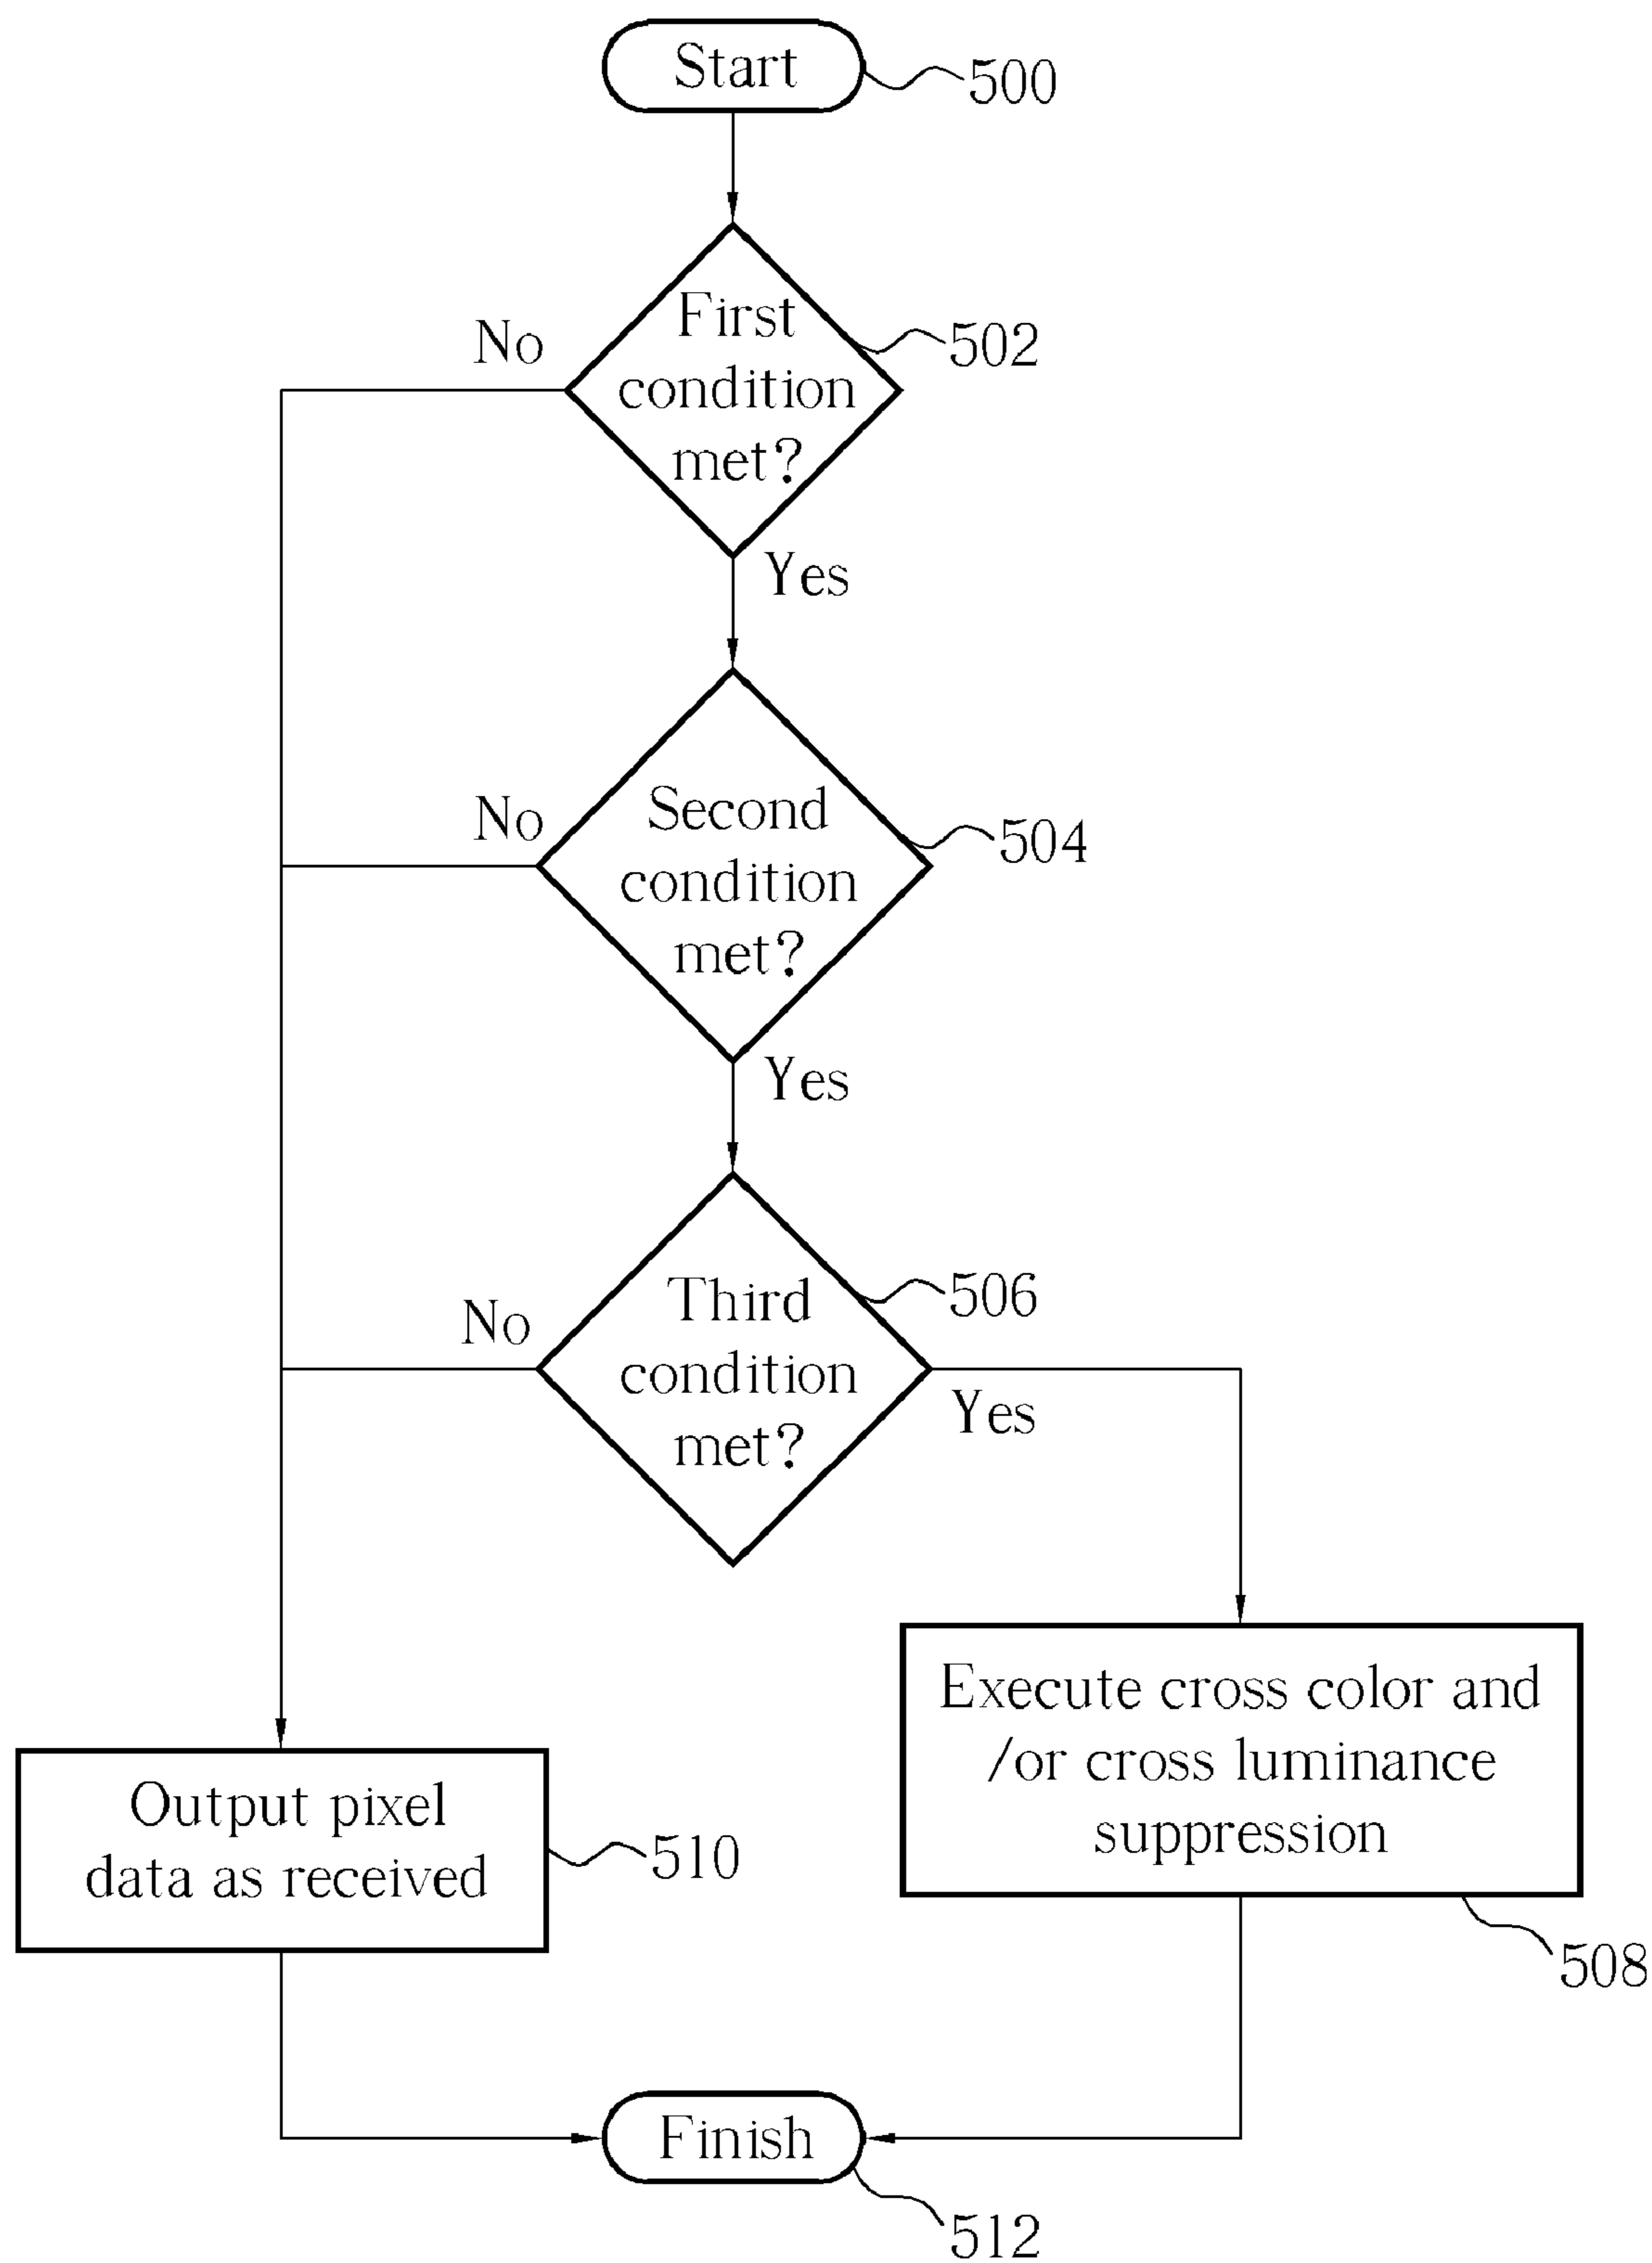 Start
500
First
condition
met?
502
No
Yes
Second
condition
met?
504
No
Yes
Third
condition
met?
506
No
Yes
Execute cross color and
/or cross luminance
suppression
508
Output pixel
data as received
510
Finish
512